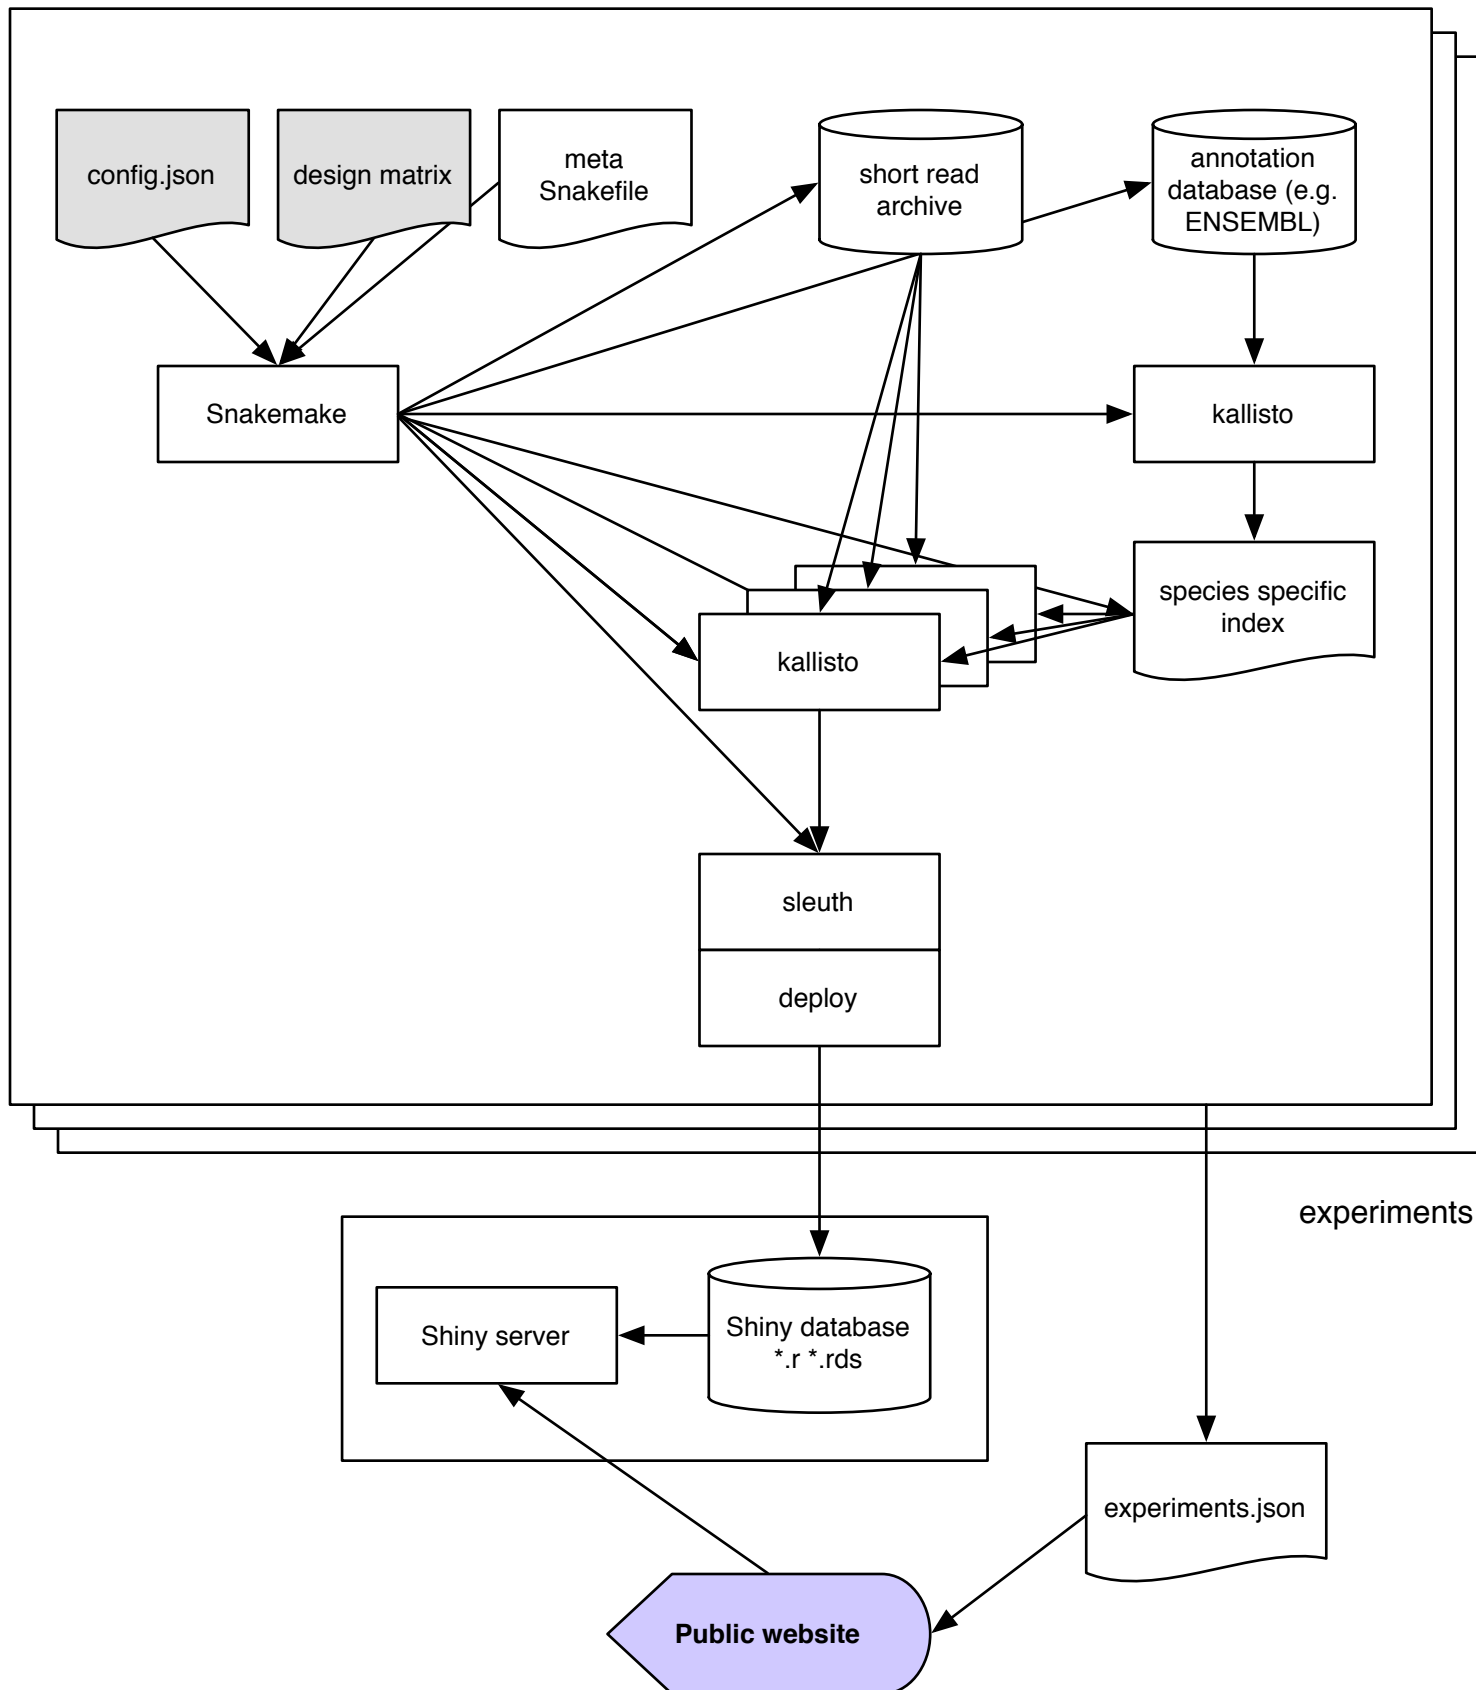 config.json
design matrix
meta
Snakefile
short read
archive
annotation
database (e.g.
ENSEMBL)
Snakemake
kallisto
species specific
index
kallisto
sleuth
deploy
experiments
Shiny server
Shiny database
*.r *.rds
experiments.json
Public website